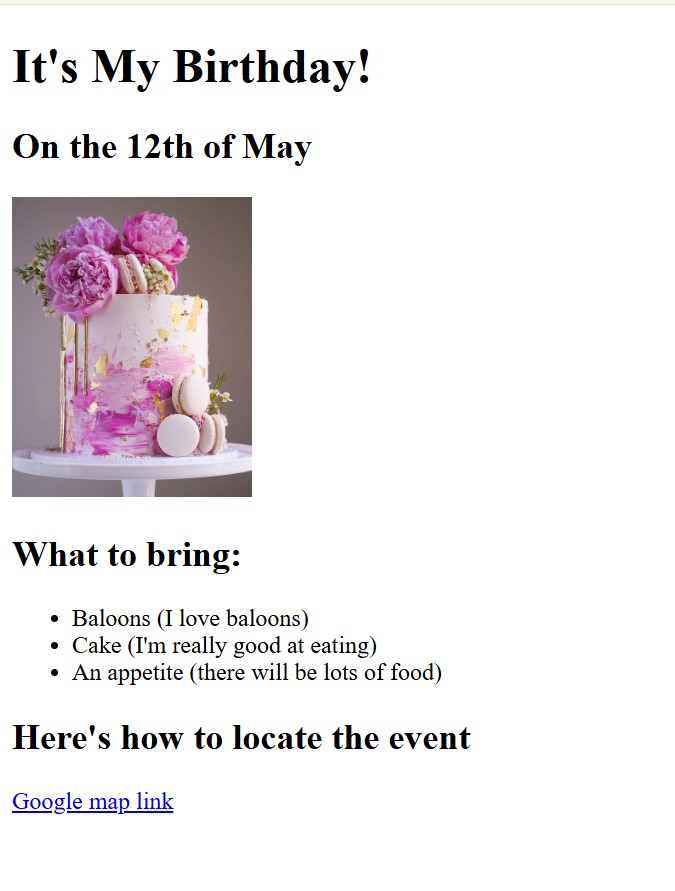 It's My Birthday!
On the 12th of May
What to bring:
Baloons (I love baloons)
Cake (I'm really good at eating)
An appetite (there will be lots of food)
Here's how to locate the event
Google map link